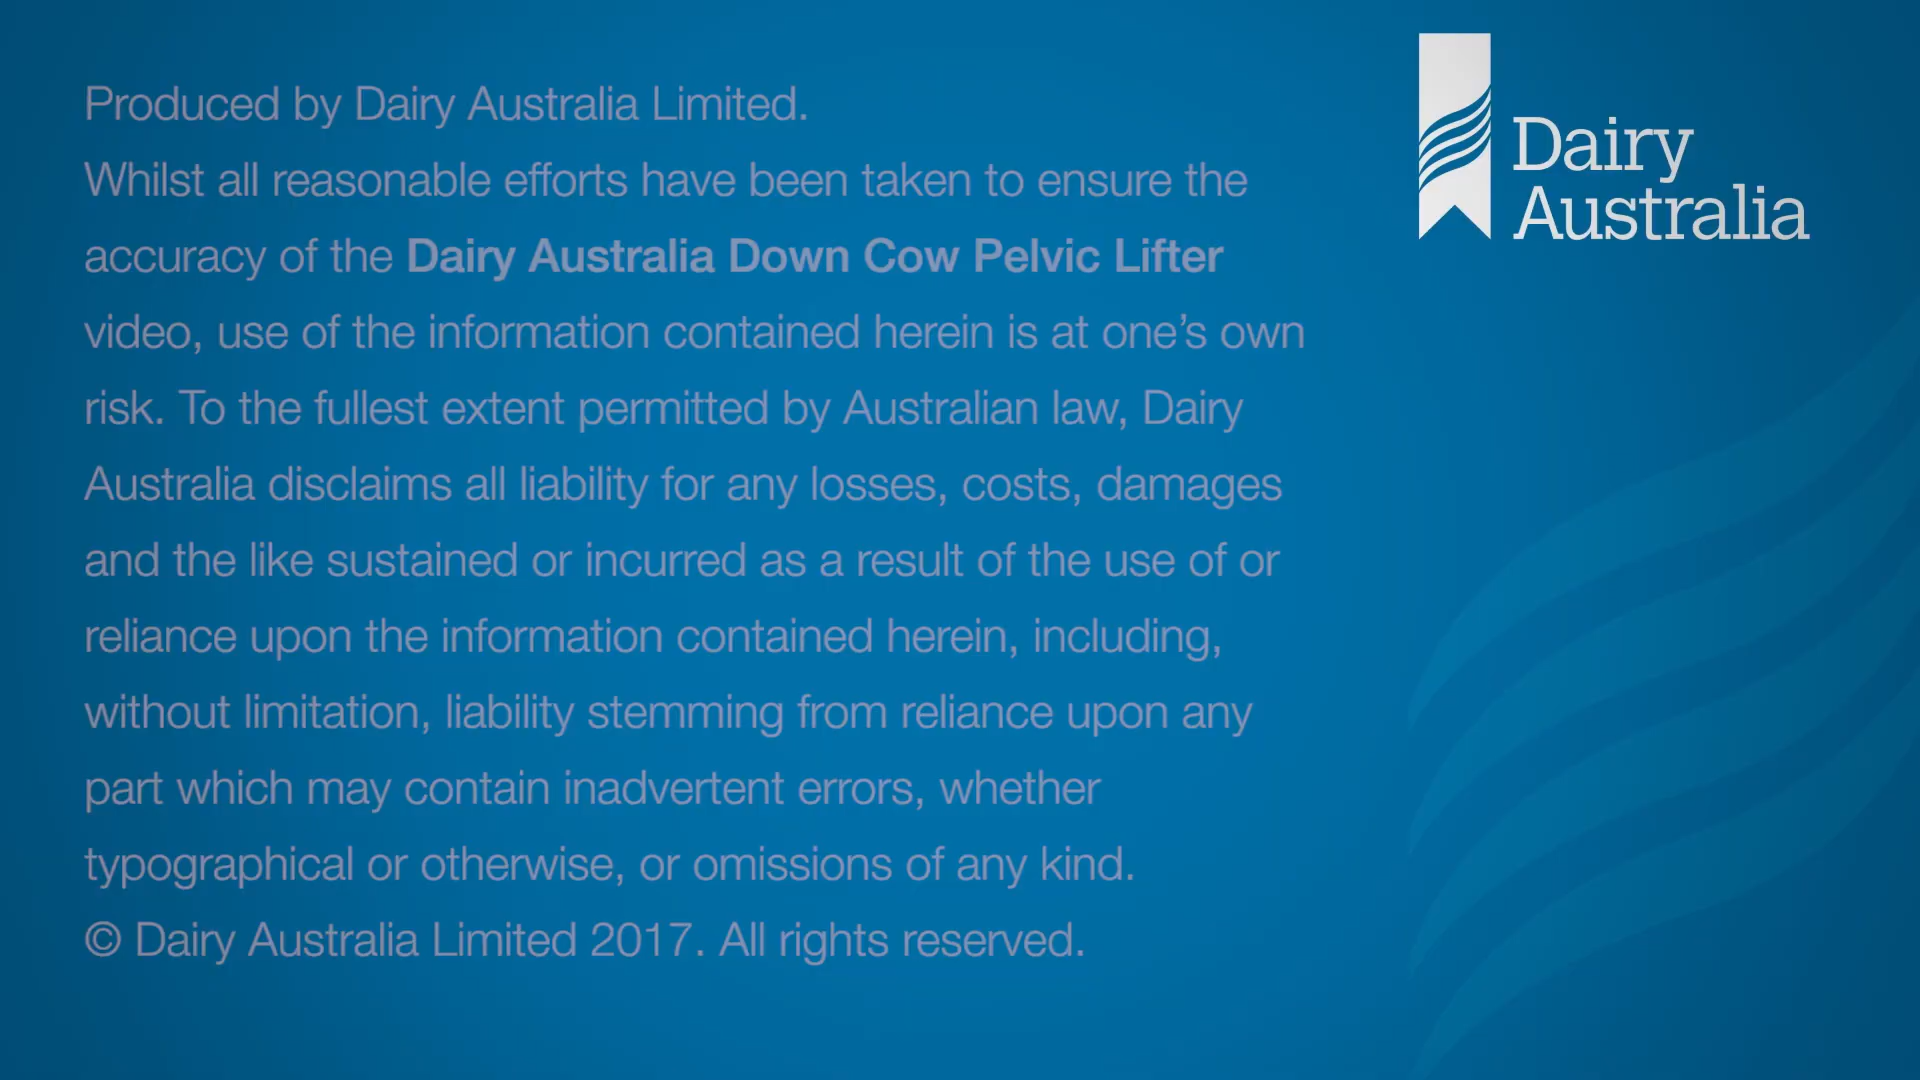 Produced by Dairy Australia Limited.
Whilst all reasonable efforts have been taken to ensure the
accuracy of the Dairy Australia Down Cow Pelvic Lifter
video, use of the information contained herein is at one’s own
risk. To the fullest extent permitted by Australian law, Dairy
Australia disclaims all liability for any losses, costs, damages
and the like sustained or incurred as a result of the use of or
reliance upon the information contained herein, including,
without limitation, liability stemming from reliance upon any
part which may contain inadvertent errors, whether
typographical or otherwise, or omissions of any kind.
© Dairy Australia Limited 2017. All rights reserved.
Dairy
Australia